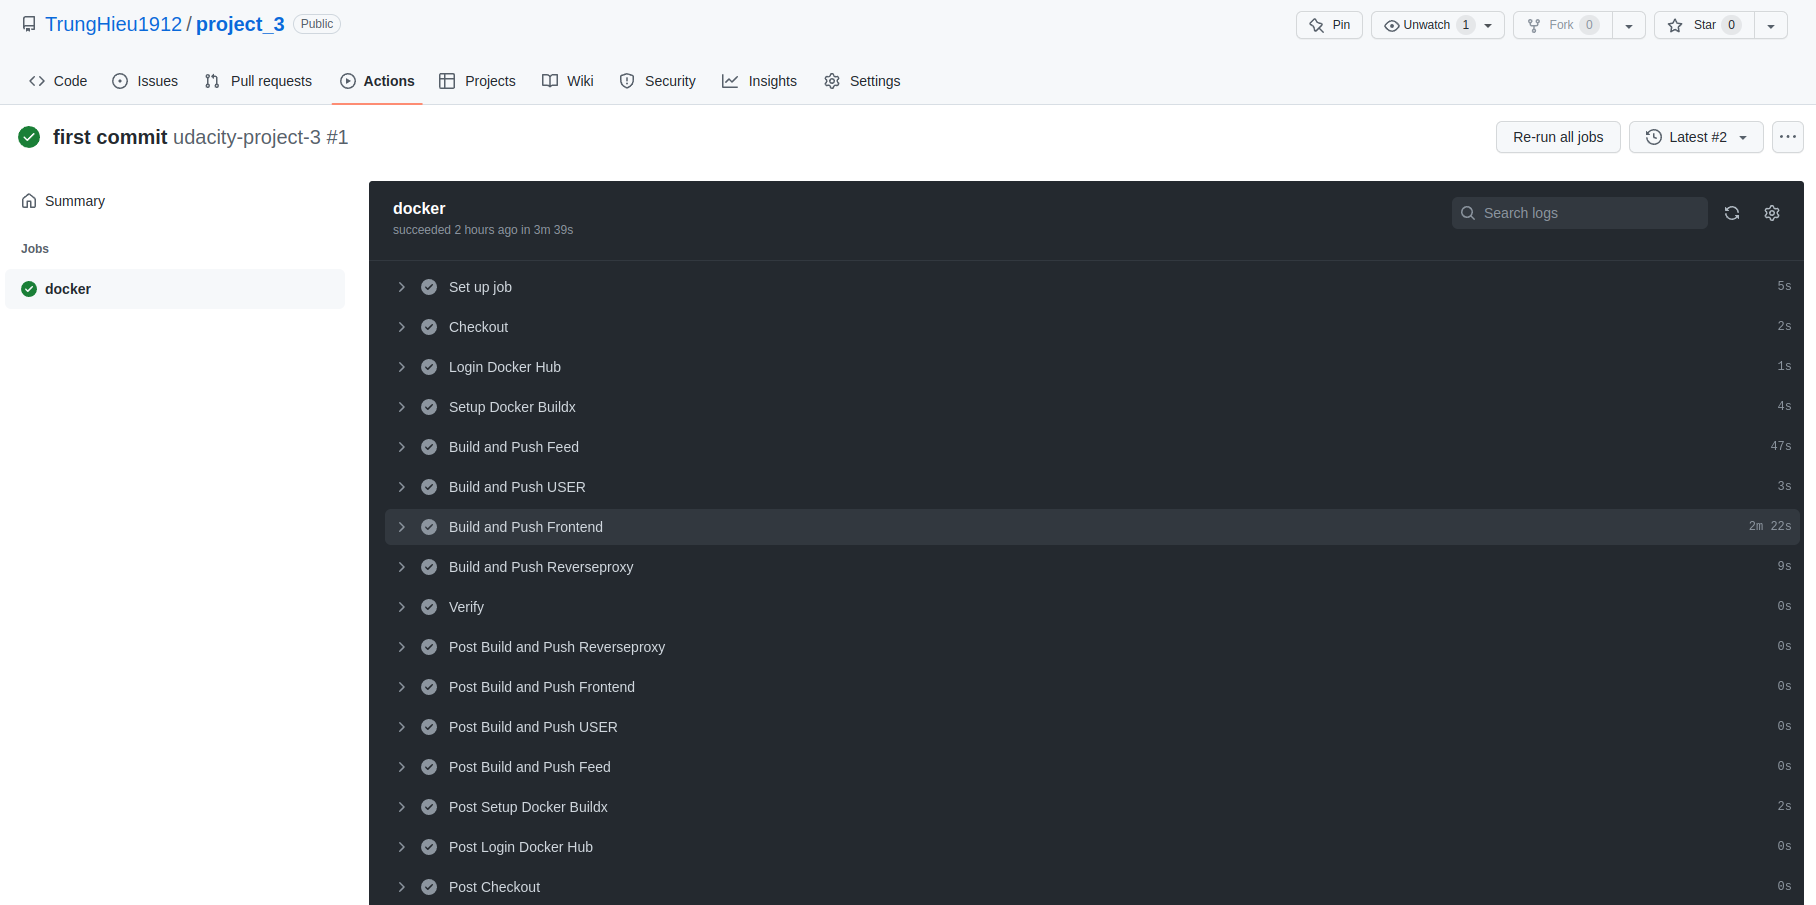 TrungHieu1912 / project_3 Public
Pin Unwatch 1 Fork 0 Star 0
Code Issues Pull requests Actions Projects Wiki Security Insights Settings
first commit udacity-project-3 #1
Re-run all jobs Latest #2
Summary
Jobs
docker
docker
succeeded 2 hours ago in 3m 39s
Search logs
Set up job 5s
Checkout 2s
Login Docker Hub 1s
Setup Docker Buildx 4s
Build and Push Feed 47s
Build and Push USER 3s
Build and Push Frontend 2m 22s
Build and Push Reverseproxy 9s
Verify 0s
Post Build and Push Reverseproxy 0s
Post Build and Push Frontend 0s
Post Build and Push USER 0s
Post Build and Push Feed 0s
Post Setup Docker Buildx 2s
Post Login Docker Hub 0s
Post Checkout 0s